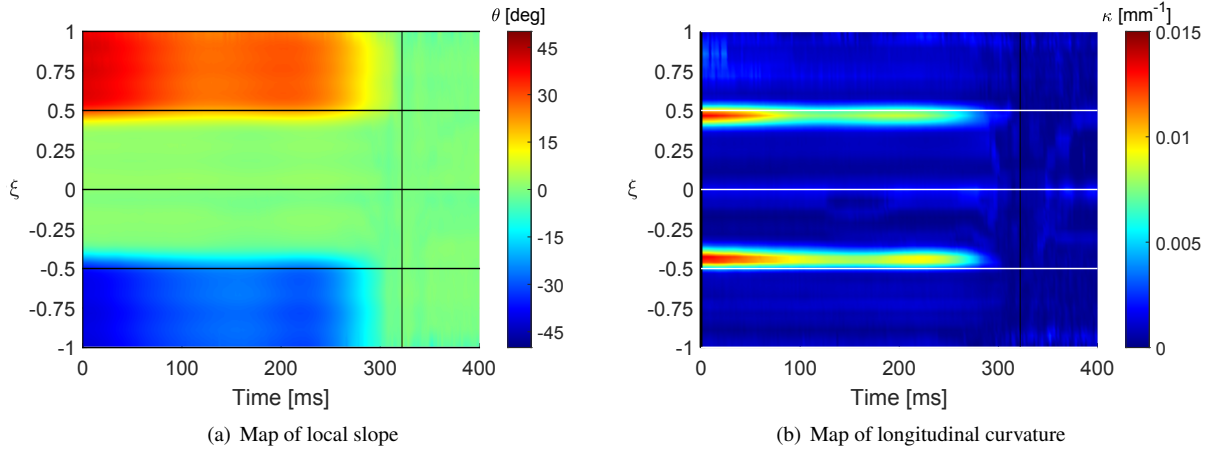 θ [deg]
1
0.75
0.5
0.25
ξ
0
-0.25
-0.5
-0.75
-1
0 100 200 300 400
Time [ms]
45
30
15
0
-15
-30
-45
(a) Map of local slope
κ [mm⁻¹]
1
0.75
0.5
0.25
ξ
0
-0.25
-0.5
-0.75
-1
0 100 200 300 400
Time [ms]
0.015
0.01
0.005
0
(b) Map of longitudinal curvature